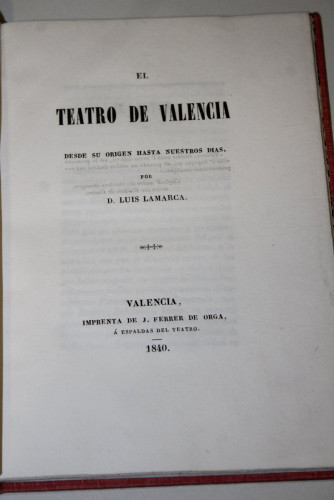 EL
TEATRO DE VALENCIA
DESDE SU ORIGEN HASTA NUESTROS DIAS,
POR
D. LUIS LAMARCA.
VALENCIA,
IMPRENTA DE J. FERRER DE ORGA,
Á ESPALDAS DEL TEATRO.
1840.